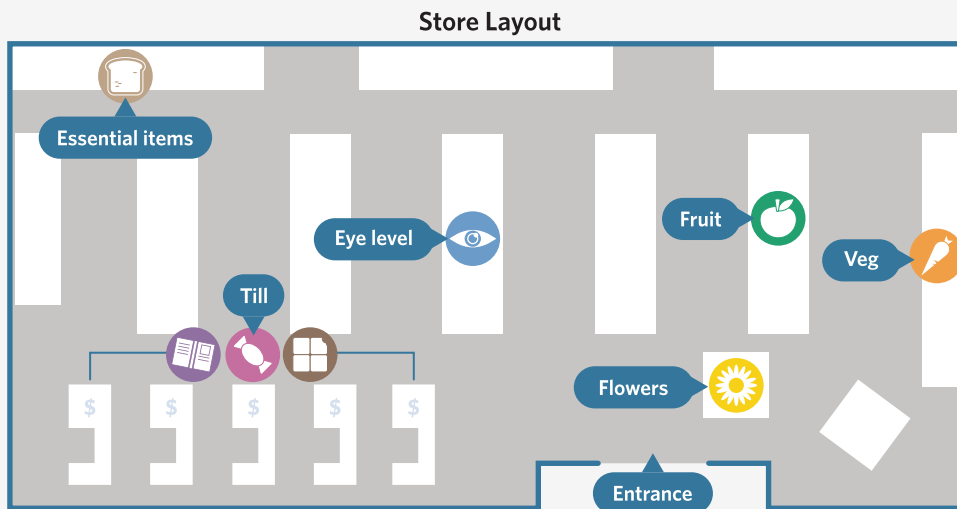 Store Layout
Essential items
Eye level
Fruit
Veg
Till
Flowers
$ $ $ $ $
Entrance